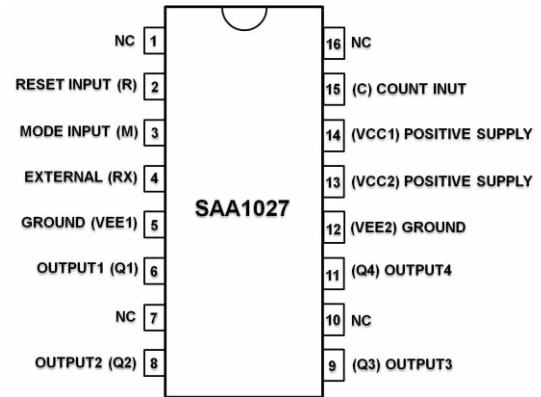 NC 1
RESET INPUT (R) 2
MODE INPUT (M) 3
EXTERNAL (RX) 4
GROUND (VEE1) 5
OUTPUT1 (Q1) 6
NC 7
OUTPUT2 (Q2) 8
SAA1027
16 NC
15 (C) COUNT INUT
14 (VCC1) POSITIVE SUPPLY
13 (VCC2) POSITIVE SUPPLY
12 (VEE2) GROUND
11 (Q4) OUTPUT4
10 NC
9 (Q3) OUTPUT3